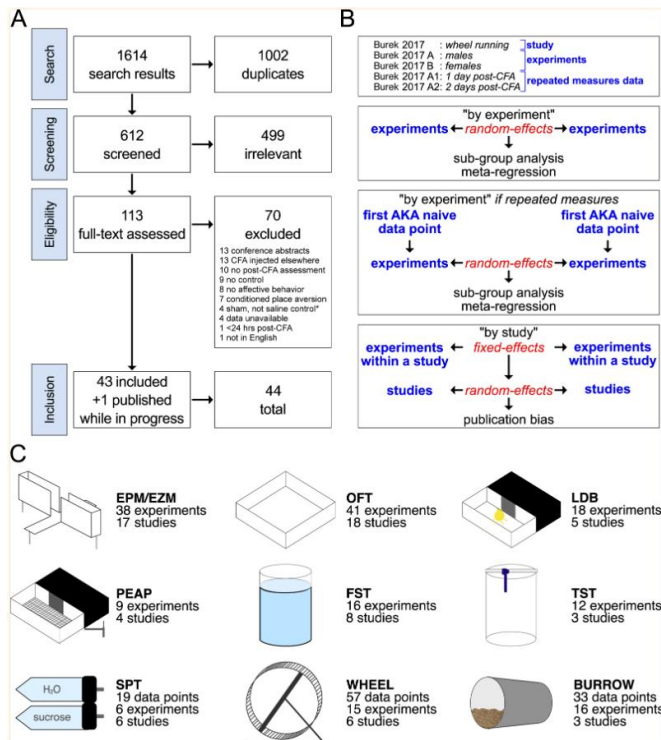 A
Search
1614
search results
1002
duplicates
Screening
612
screened
499
irrelevant
Eligibility
113
full-text assessed
70
excluded
13 conference abstracts
13 CFA injected elsewhere
10 no post-CFA assessment
9 no control
8 no affective behavior
7 conditioned place aversion
4 sham, not saline control*
4 data unavailable
1 <24 hrs post-CFA
1 not in English
Inclusion
43 included
+1 published
while in progress
44
total
B
Burek 2017 : wheel running study
Burek 2017 A : males experiments
Burek 2017 B : females
Burek 2017 A1: 1 day post-CFA repeated measures data
Burek 2017 A2: 2 days post-CFA
"by experiment"
experiments random-effects experiments
sub-group analysis
meta-regression
"by experiment" if repeated measures
first AKA naive data point first AKA naive data point
experiments random-effects experiments
sub-group analysis
meta-regression
"by study"
experiments within a study fixed-effects experiments within a study
studies random-effects studies
publication bias
C
EPM/EZM
38 experiments
17 studies
OFT
41 experiments
18 studies
LDB
18 experiments
5 studies
PEAP
9 experiments
4 studies
FST
16 experiments
8 studies
TST
12 experiments
3 studies
H₂O
sucrose
SPT
19 data points
6 experiments
6 studies
WHEEL
57 data points
15 experiments
6 studies
BURROW
33 data points
16 experiments
3 studies